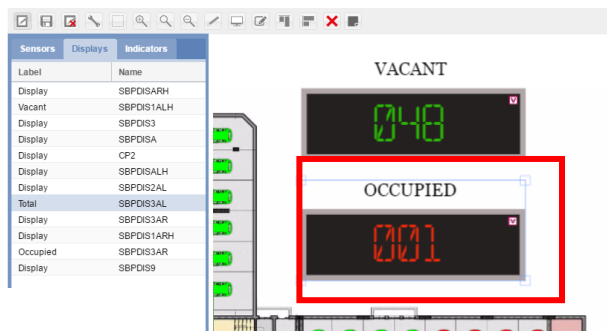 Sensors Displays Indicators
Label Name
Display SBPDISARH
Vacant SBPDIS1ALH
Display SBPDIS3
Display SBPDISA
Display CP2
Display SBPDISALH
Display SBPDIS2AL
Total SBPDIS3AL
Display SBPDIS3AR
Display SBPDIS1ARH
Occupied SBPDIS3AR
Display SBPDIS9
VACANT
V
048
OCCUPIED
V
001